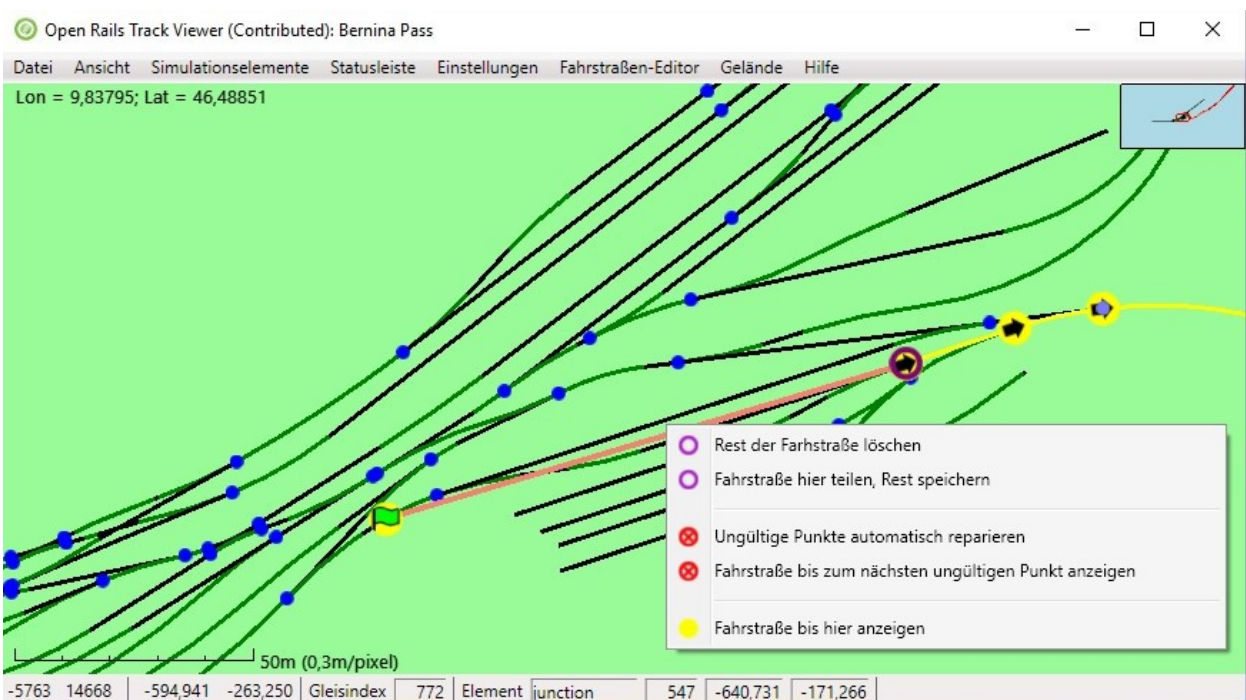 Open Rails Track Viewer (Contributed): Bernina Pass
Datei Ansicht Simulationselemente Statusleiste Einstellungen Fahrstraßen-Editor Gelände Hilfe
Lon = 9,83795; Lat = 46,48851
Rest der Farhstraße löschen
Fahrstraße hier teilen, Rest speichern
Ungültige Punkte automatisch reparieren
Fahrstraße bis zum nächsten ungültigen Punkt anzeigen
Fahrstraße bis hier anzeigen
50m (0,3m/pixel)
-5763 14668 -594,941 -263,250 Gleisindex 772 Element junction 547 -640,731 -171,266